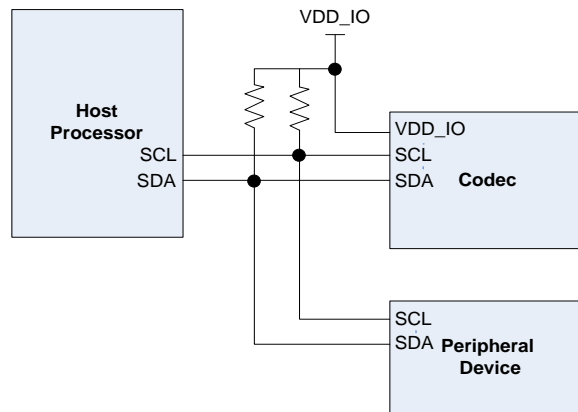 VDD_IO
Host
Processor
SCL
SDA
VDD_IO
SCL
SDA
Codec
SCL
SDA
Peripheral
Device